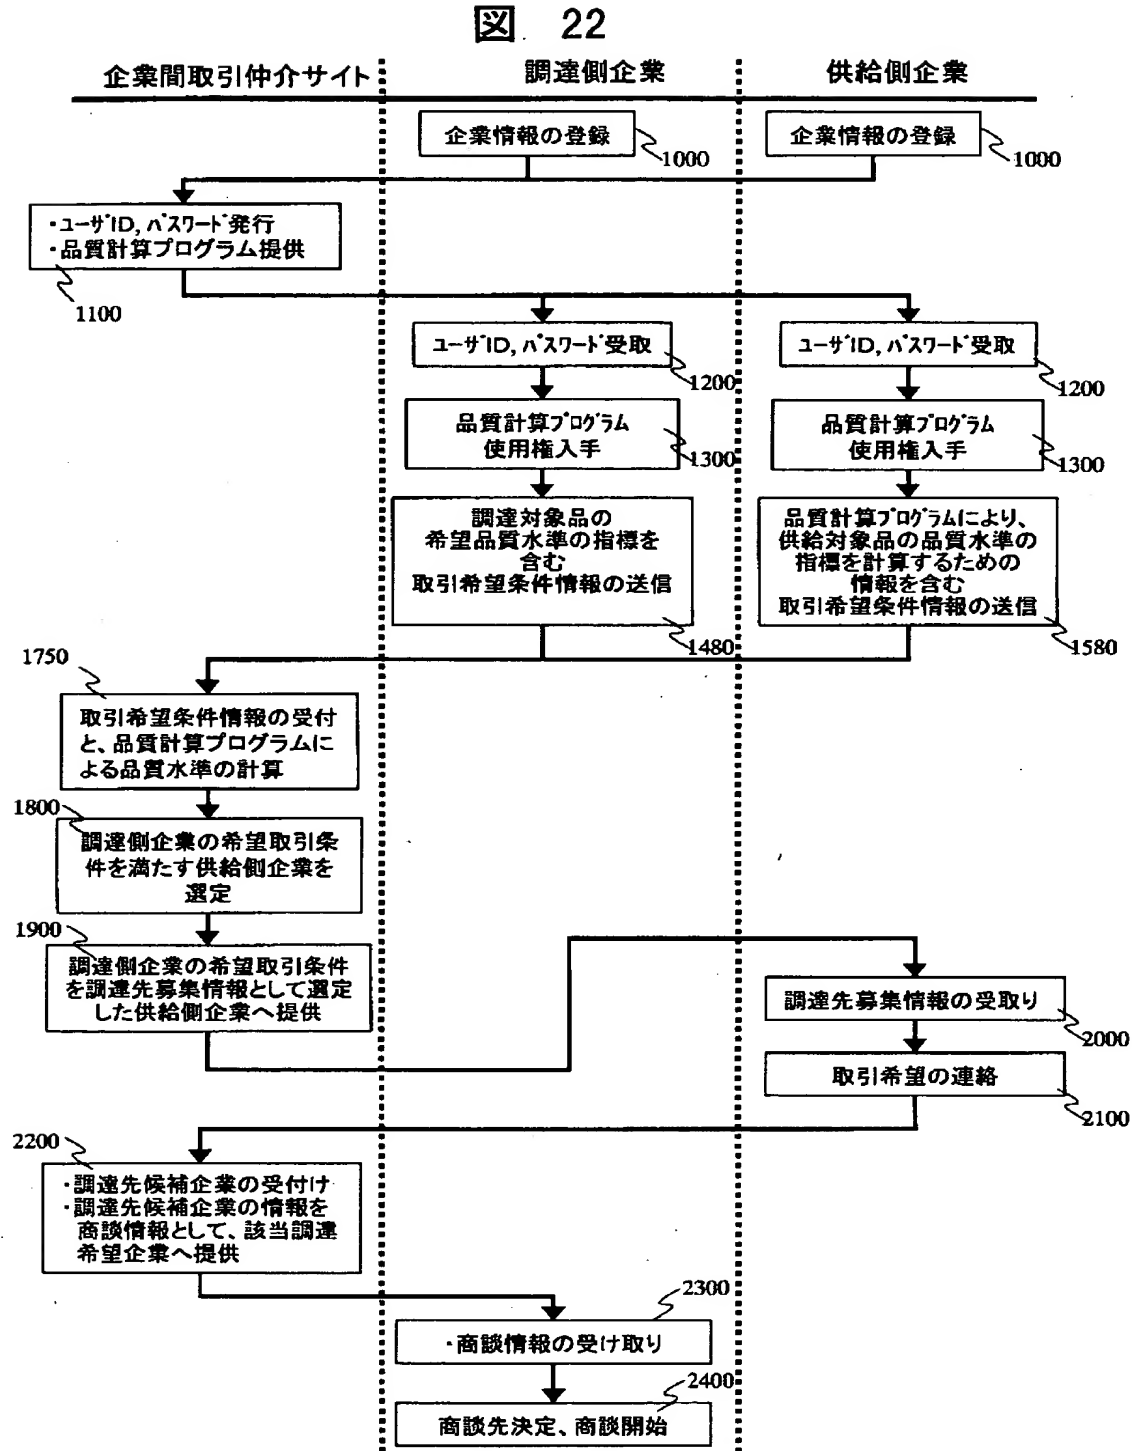 図 22
企業間取引仲介サイト
調達側企業
供給側企業
企業情報の登録
1000
企業情報の登録
1000
・ユーザID, パスワード発行
・品質計算プログラム提供
1100
ユーザID, パスワード受取
1200
ユーザID, パスワード受取
1200
品質計算プログラム
使用権入手
1300
品質計算プログラム
使用権入手
1300
調達対象品の
希望品質水準の指標を
含む
取引希望条件情報の送信
1480
品質計算プログラムにより、
供給対象品の品質水準の
指標を計算するための
情報を含む
取引希望条件情報の送信
1580
1750
取引希望条件情報の受付
と、品質計算プログラムに
よる品質水準の計算
1800
調達側企業の希望取引条
件を満たす供給側企業を
選定
1900
調達側企業の希望取引条件
を調達先募集情報として選定
した供給側企業へ提供
調達先募集情報の受取り
2000
取引希望の連絡
2100
2200
・調達先候補企業の受付け
・調達先候補企業の情報を
商談情報として、該当調達
希望企業へ提供
2300
・商談情報の受け取り
2400
商談先決定、商談開始